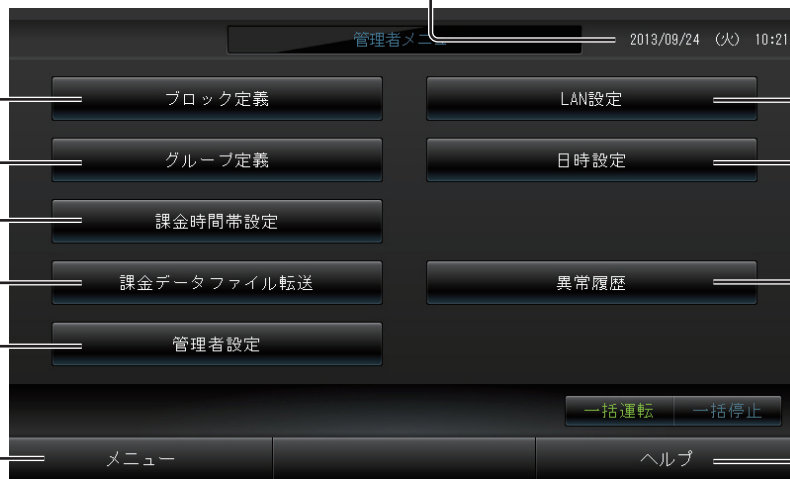 管理者メニュー 2013/09/24 (火) 10:21
ブロック定義 LAN設定
グループ定義 日時設定
課金時間帯設定
課金データファイル転送 異常履歴
管理者設定
一括運転 一括停止
メニュー ヘルプ